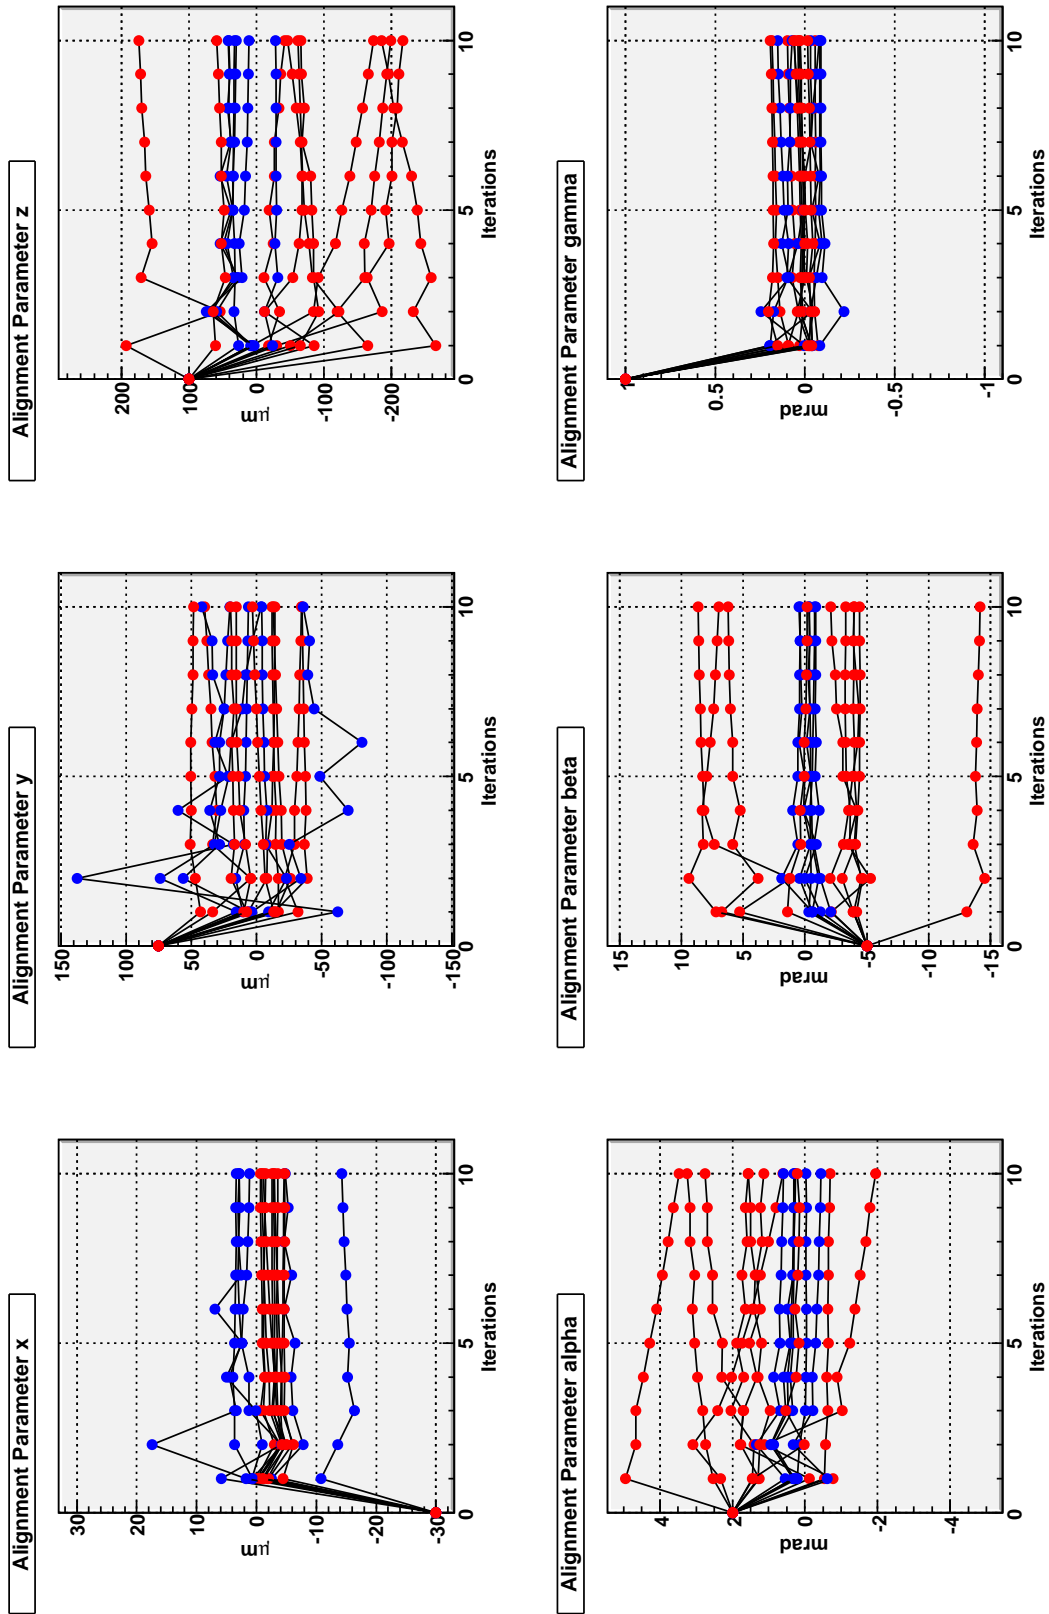 Alignment Parameter x
30
20
10
0
-10
-20
-30
μm
0 5 10
Iterations
Alignment Parameter y
150
100
50
0
-50
-100
-150
μm
0 5 10
Iterations
Alignment Parameter z
200
100
0
-100
-200
μm
0 5 10
Iterations
Alignment Parameter alpha
4
2
0
-2
-4
mrad
0 5 10
Iterations
Alignment Parameter beta
15
10
5
0
-5
-10
-15
mrad
0 5 10
Iterations
Alignment Parameter gamma
1
0.5
0
-0.5
-1
mrad
0 5 10
Iterations